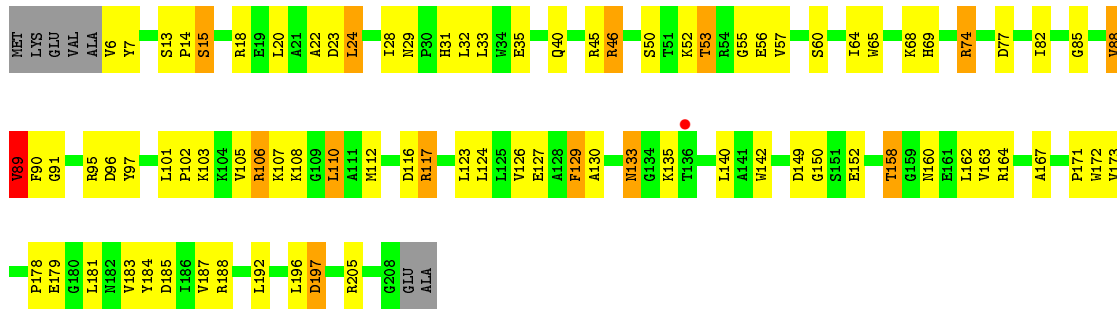 MET LYS GLU VAL ALA V6 Y7 S13 P14 S15 R18 E19 L20 A21 A22 D23 L24 I28 N29 P30 H31 L32 L33 W34 E35 Q40 R45 R46 S50 T51 K52 T53 R54 G55 E56 V57 S60 I64 W65 K68 H69 R74 D77 I82 G85 V88
V89 F90 G91 R95 D96 Y97 L101 P102 K103 K104 V105 R106 K107 K108 G109 L110 A111 M112 D116 R117 L123 L124 L125 V126 E127 A128 F129 A130 N133 G134 K135 T136 L140 A141 W142 D149 G150 S151 E152 T158 G159 N160 E161 L162 V163 R164 A167 P171 W172 V173
P178 E179 G180 L181 N182 V183 Y184 D185 I186 V187 R188 L192 L196 D197 R205 G208 GLU ALA